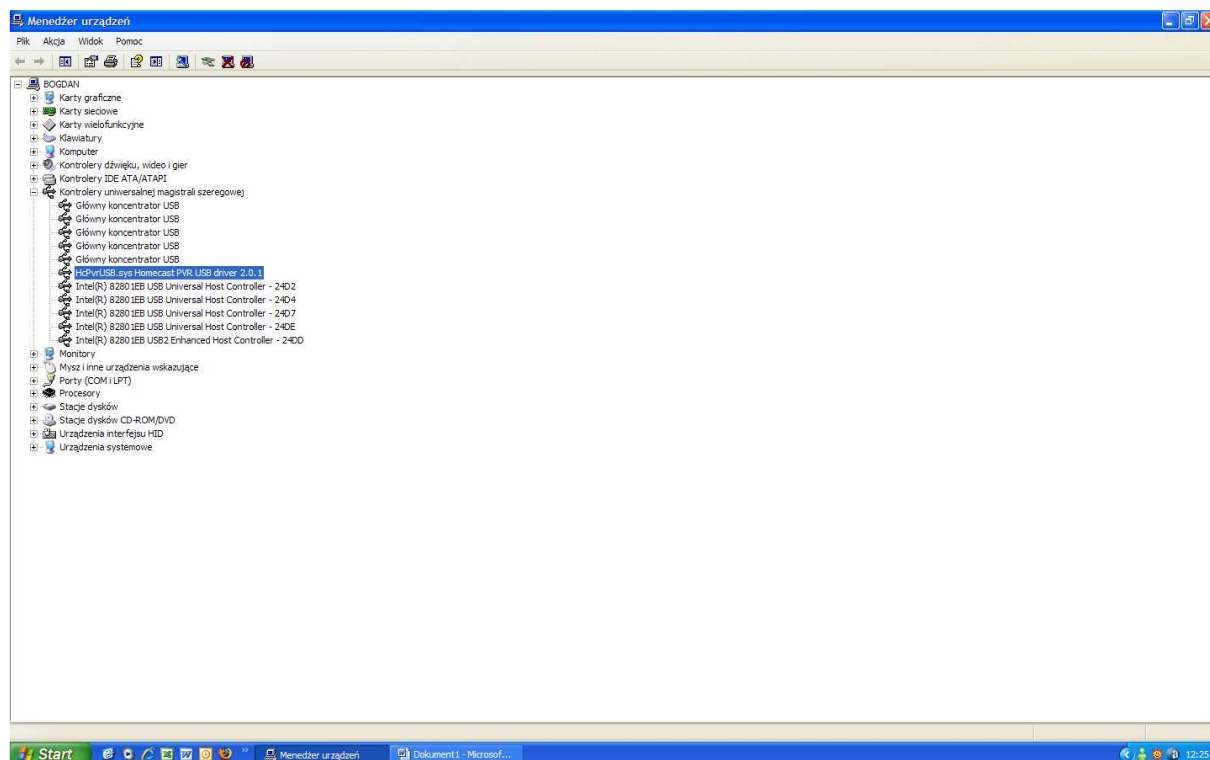 Menedżer urządzeń
Plik Akcja Widok Pomoc
BOGDAN
Karty graficzne
Karty sieciowe
Karty wielofunkcyjne
Klawiatury
Komputer
Kontrolery dźwięku, wideo i gier
Kontrolery IDE ATA/ATAPI
Kontrolery uniwersalnej magistrali szeregowej
Główny koncentrator USB
Główny koncentrator USB
Główny koncentrator USB
Główny koncentrator USB
Główny koncentrator USB
HcPvrUSB.sys Homecast PVR USB driver 2.0.1
Intel(R) 82801EB USB Universal Host Controller - 24D2
Intel(R) 82801EB USB Universal Host Controller - 24D4
Intel(R) 82801EB USB Universal Host Controller - 24D7
Intel(R) 82801EB USB Universal Host Controller - 24DE
Intel(R) 82801EB USB2 Enhanced Host Controller - 24DD
Monitory
Mysz i inne urządzenia wskazujące
Porty (COM i LPT)
Procesory
Stacje dysków
Stacje dysków CD-ROM/DVD
Urządzenia interfejsu HID
Urządzenia systemowe
Start Menedżer urządzeń Dokument1 - Microsof... 12:25